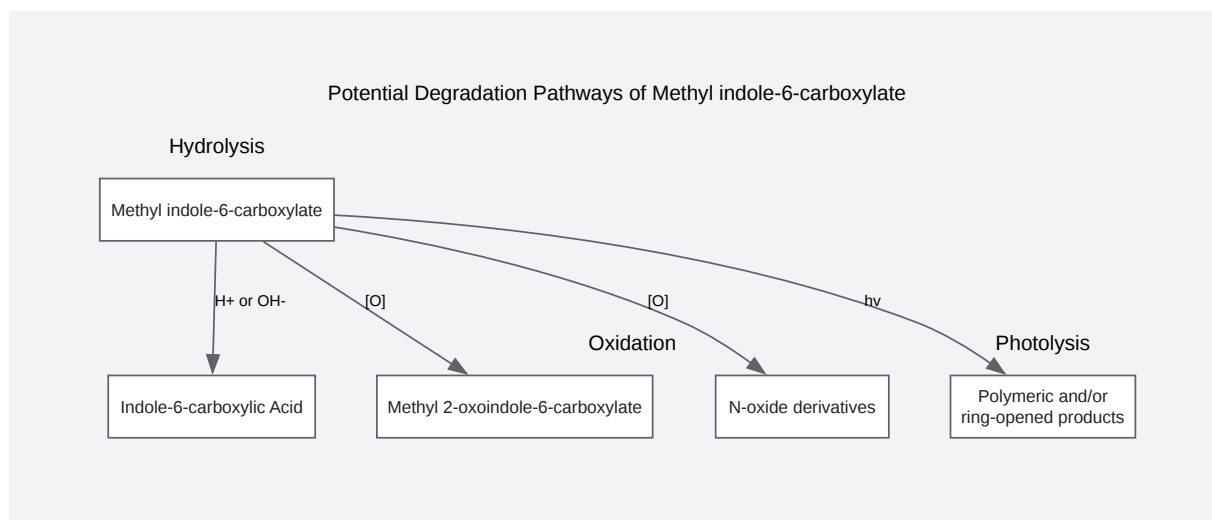 Potential Degradation Pathways of Methyl indole-6-carboxylate
Hydrolysis
Methyl indole-6-carboxylate
H+ or OH-
[O]
[O]
hv
Oxidation
Photolysis
Indole-6-carboxylic Acid
Methyl 2-oxoindole-6-carboxylate
N-oxide derivatives
Polymeric and/or
ring-opened products